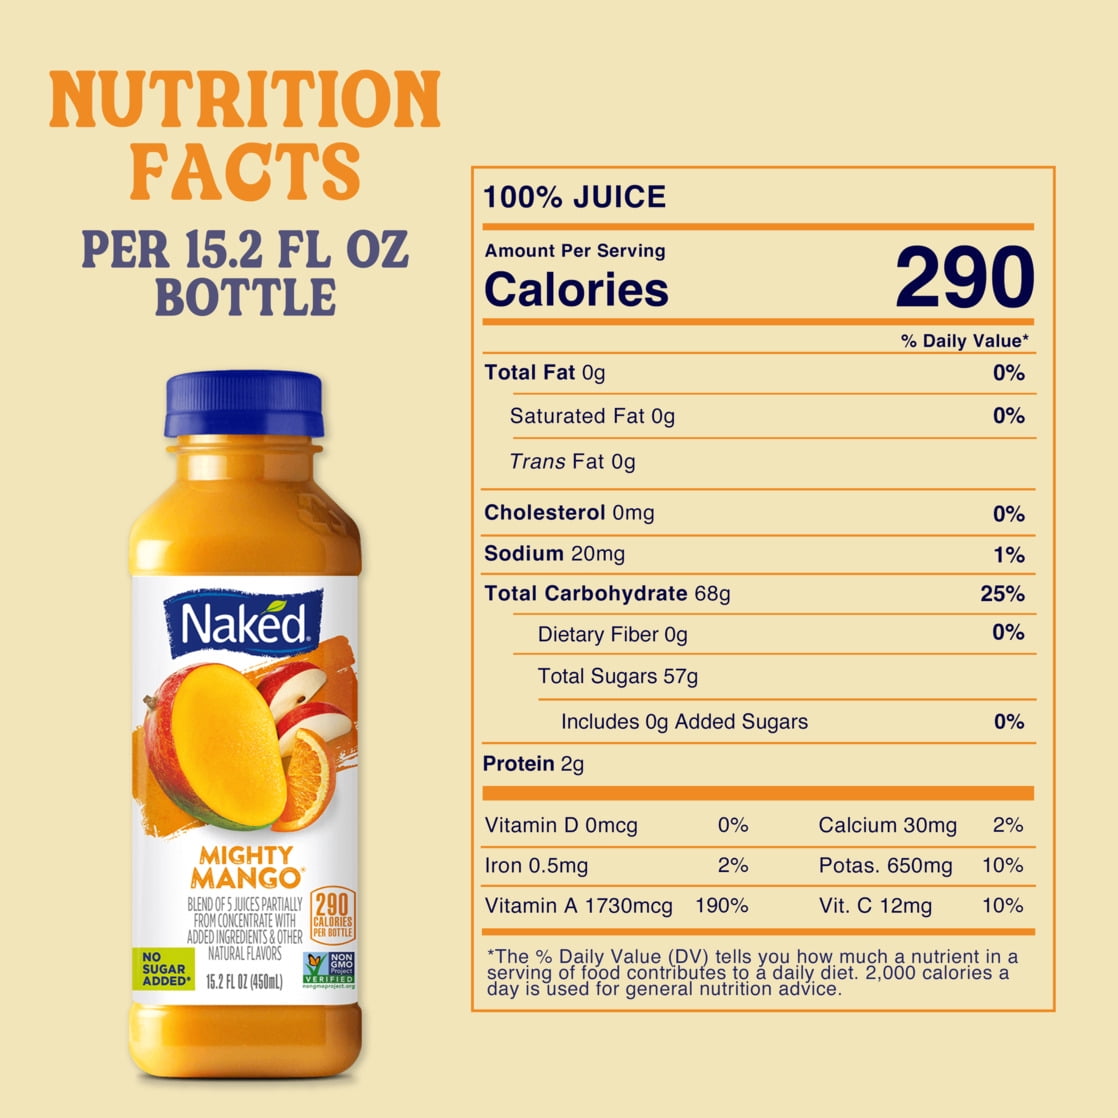 NUTRITION
FACTS
PER 15.2 FL OZ
BOTTLE
100% JUICE
Amount Per Serving
Calories 290
% Daily Value*
Total Fat 0g 0%
Saturated Fat 0g 0%
Trans Fat 0g
Cholesterol 0mg 0%
Sodium 20mg 1%
Total Carbohydrate 68g 25%
Dietary Fiber 0g 0%
Total Sugars 57g
Includes 0g Added Sugars 0%
Protein 2g
Vitamin D 0mcg 0% Calcium 30mg 2%
Iron 0.5mg 2% Potas. 650mg 10%
Vitamin A 1730mcg 190% Vit. C 12mg 10%
*The % Daily Value (DV) tells you how much a nutrient in a
serving of food contributes to a daily diet. 2,000 calories a
day is used for general nutrition advice.
Naked®
MIGHTY
MANGO®
BLEND OF 5 JUICES PARTIALLY
FROM CONCENTRATE WITH
ADDED INGREDIENTS & OTHER
NATURAL FLAVORS
290
CALORIES
PER BOTTLE
NO
SUGAR
ADDED*
15.2 FL OZ (450mL)
NON
GMO
Project
VERIFIED
nongmoproject.org